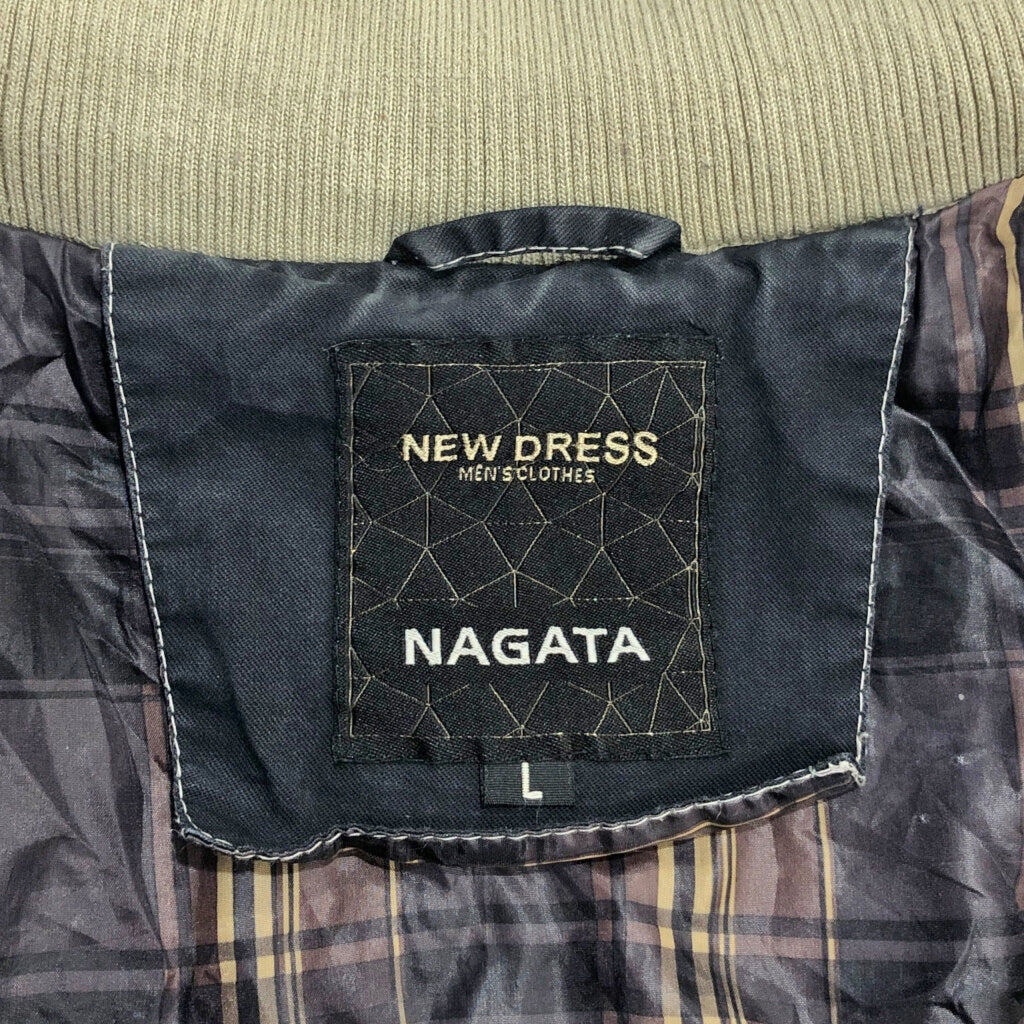 NEW DRESS
MEN'S CLOTHES
NAGATA
L